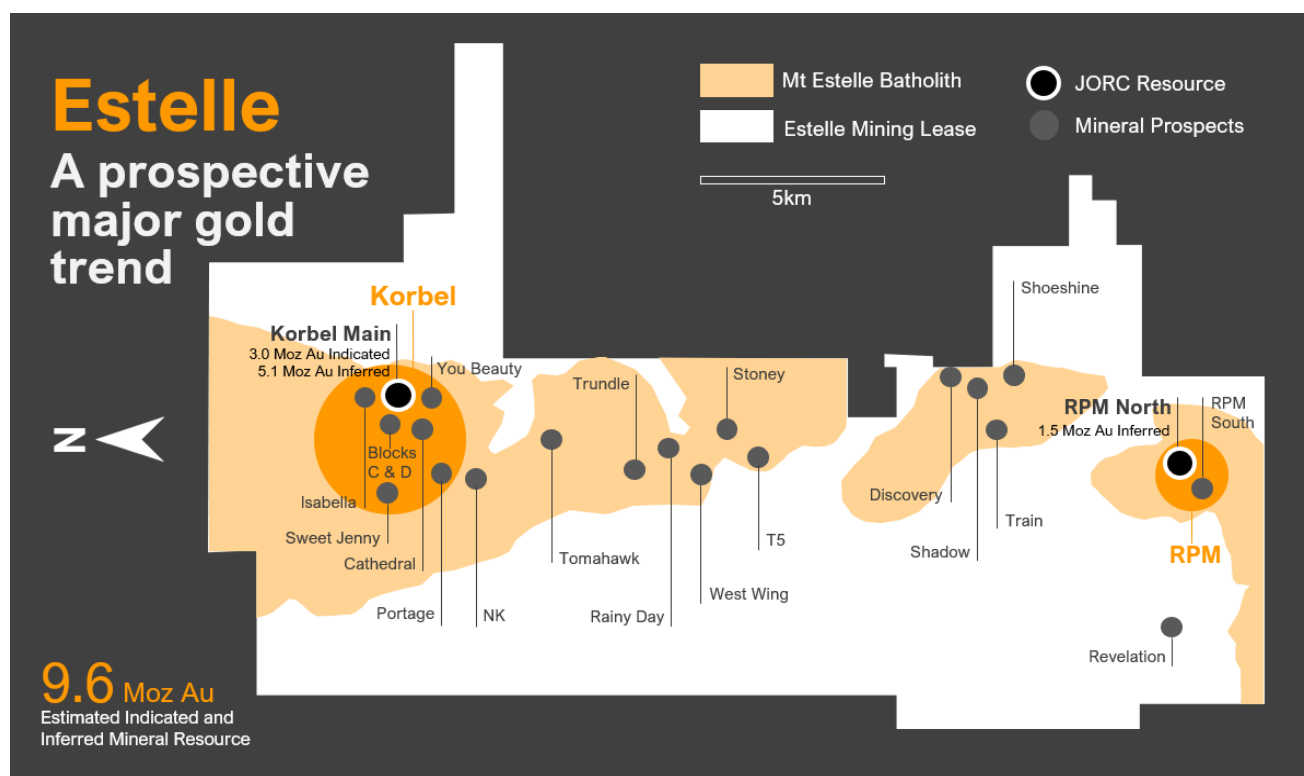 Estelle
A prospective
major gold
trend
Mt Estelle Batholith
Estelle Mining Lease
JORC Resource
Mineral Prospects
5km
N
Korbel
Korbel Main
3.0 Moz Au Indicated
5.1 Moz Au Inferred
You Beauty
Blocks
C & D
Isabella
Sweet Jenny
Cathedral
Portage
NK
Tomahawk
Trundle
Rainy Day
West Wing
Stoney
T5
Discovery
Shadow
Train
Shoeshine
RPM North
1.5 Moz Au Inferred
RPM
South
RPM
Revelation
9.6 Moz Au
Estimated Indicated and
Inferred Mineral Resource